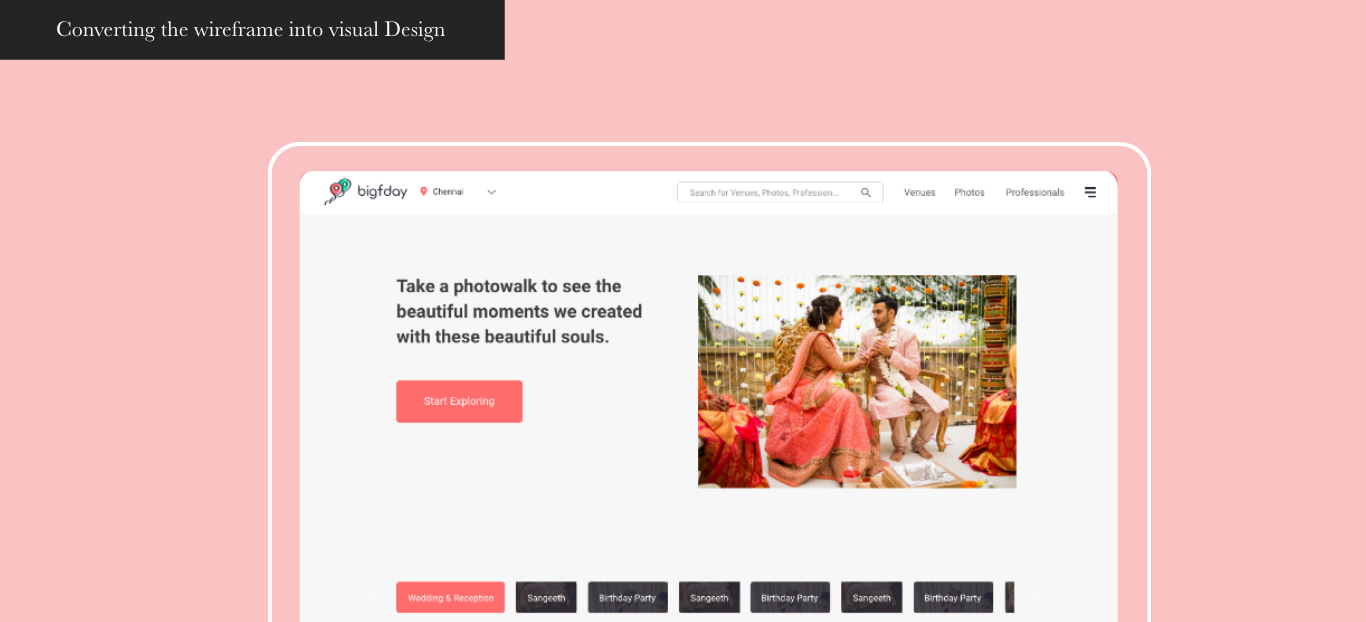 Converting the wireframe into visual Design
bigfday
Chennai
Search for Venues, Photos, Profession...
Venues
Photos
Professionals
Take a photowalk to see the
beautiful moments we created
with these beautiful souls.
Start Exploring
Wedding & Reception
Sangeeth
Birthday Party
Sangeeth
Birthday Party
Sangeeth
Birthday Party